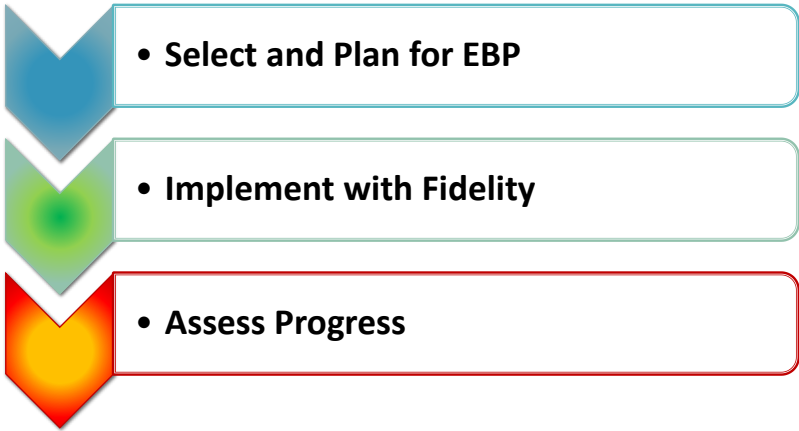 • Select and Plan for EBP
• Implement with Fidelity
• Assess Progress